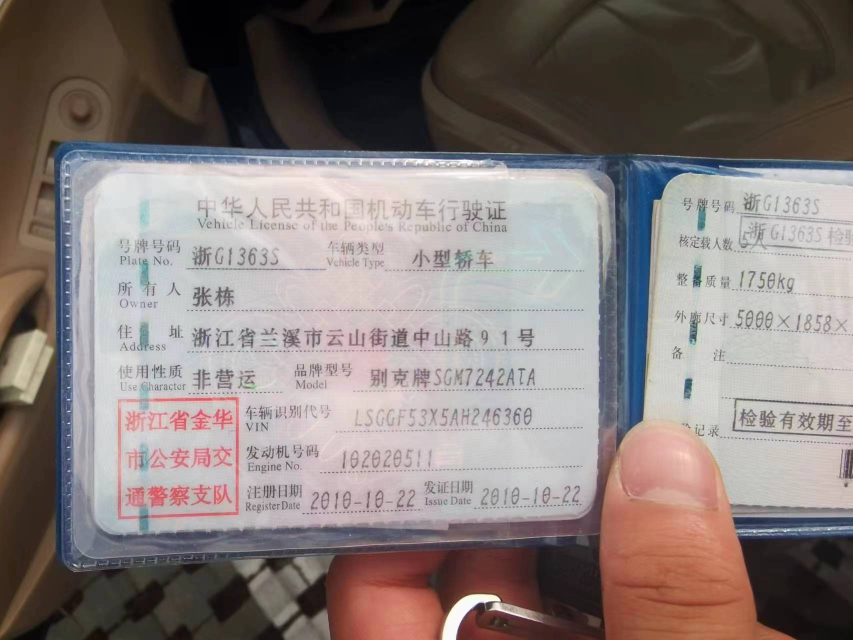 中华人民共和国机动车行驶证
Vehicle License of the People's Republic of China
号牌号码 浙G1363S 车辆类型 小型轿车
Plate No. Vehicle Type
所有人 张栋
Owner
住址 浙江省兰溪市云山街道中山路91号
Address
使用性质 非营运 品牌型号 别克牌SGM7242ATA
Use Character Model
浙江省金华
市公安局交
通警察支队
车辆识别代号 LSGGF53X5AH246360
VIN
发动机号码 102020511
Engine No.
注册日期 2010-10-22 发证日期 2010-10-22
Register Date Issue Date
号牌号码 浙G1363S
核定载人数 5人 浙G1363S 检验
整备质量 1750kg
外廓尺寸 5000×1858×
备注
记录 检验有效期至